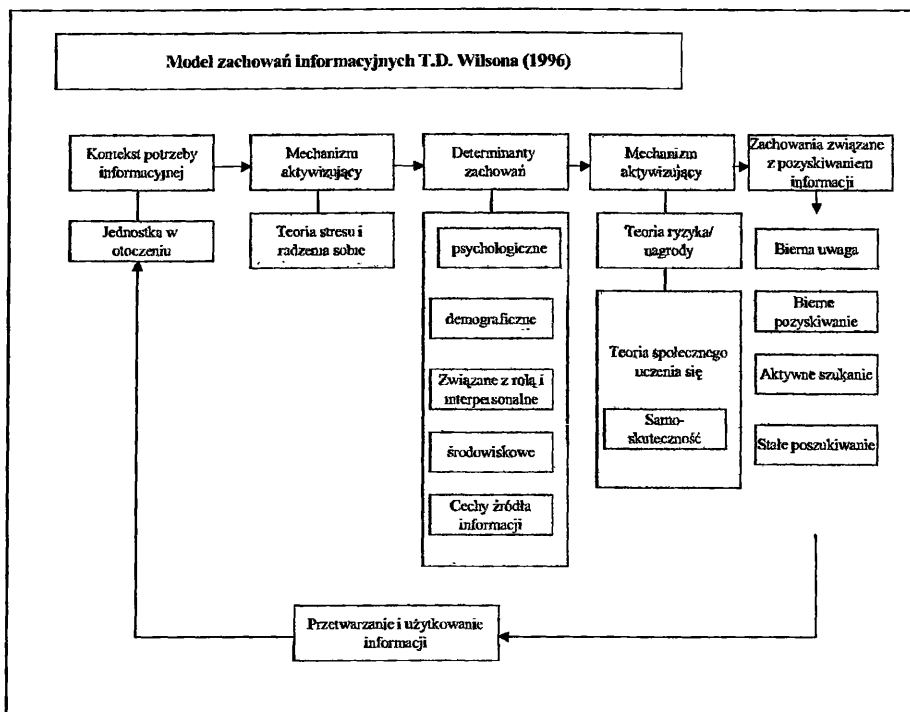 Model zachowań informacyjnych T.D. Wilsona (1996)
Kontekst potrzeby
informacyjnej
Jednostka w
otoczeniu
Mechanizm
aktywizujący
Teoria stresu i
radzenia sobie
Determinanty
zachowań
psychologiczne
demograficzne
Związane z rolą i
interpersonalne
środowiskowe
Cechy źródła
informacji
Mechanizm
aktywizujący
Teoria ryzyka/
nagrody
Teoria społecznego
uczenia się
Samo-
skuteczność
Zachowania związane
z pozyskiwaniem
informacji
Bierna uwaga
Bierne
pozyskiwanie
Aktywne szukanie
Stałe poszukiwanie
Przetwarzanie i użytkowanie
informacji